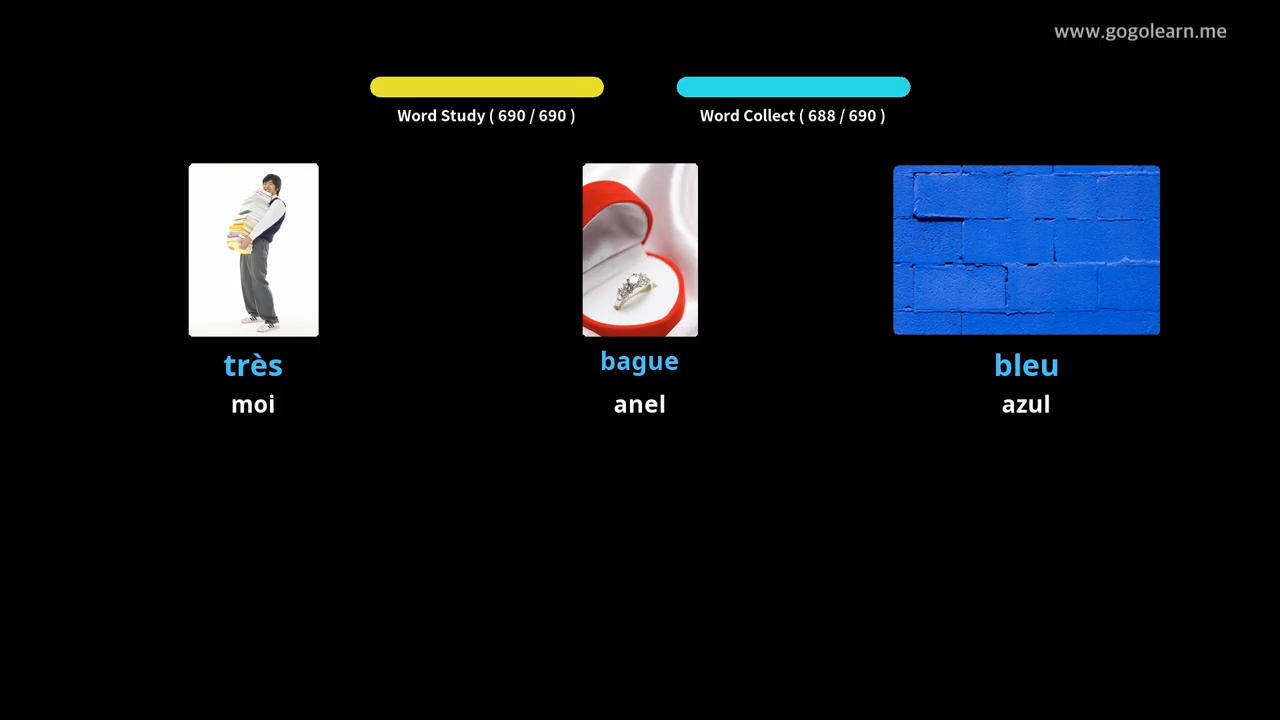 www.gogolearn.me
Word Study ( 690 / 690 )
Word Collect ( 688 / 690 )
très
bague
bleu
moi
anel
azul